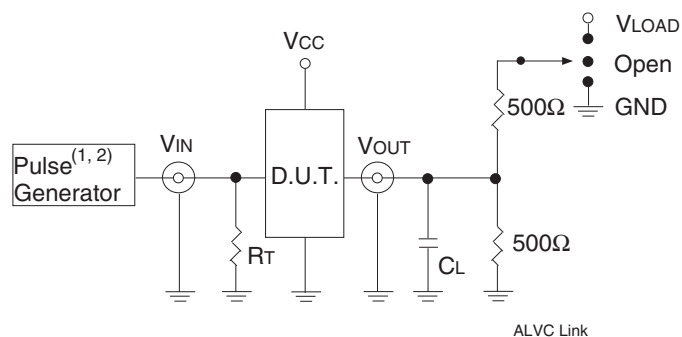 VLOAD
VCC
Open
500Ω
GND
VIN
VOUT
Pulse(1, 2)
Generator
D.U.T.
RT
CL
500Ω
ALVC Link